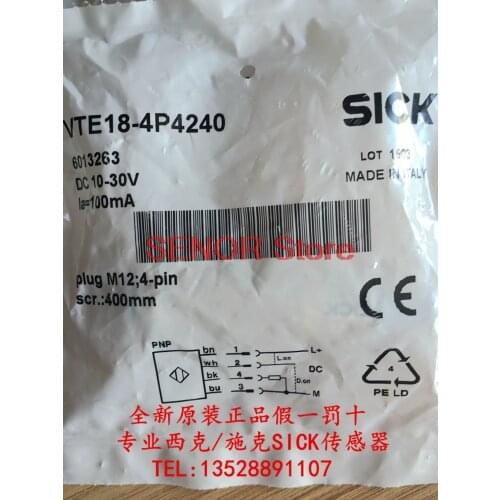 VTE18-4P4240
SICK
6013263
LOT
DC 10-30V
MADE IN ITALY
Ia=100mA
SENOR Store
plug M12;4-pin
scr.:400mm
CE
PNP
bn 1 L+
L.on
wh 2 DC
bk 4
D.on
bu 3 M
4
PE LD
全新原装正品假一罚十
专业西克/施克SICK传感器
TEL:13528891107